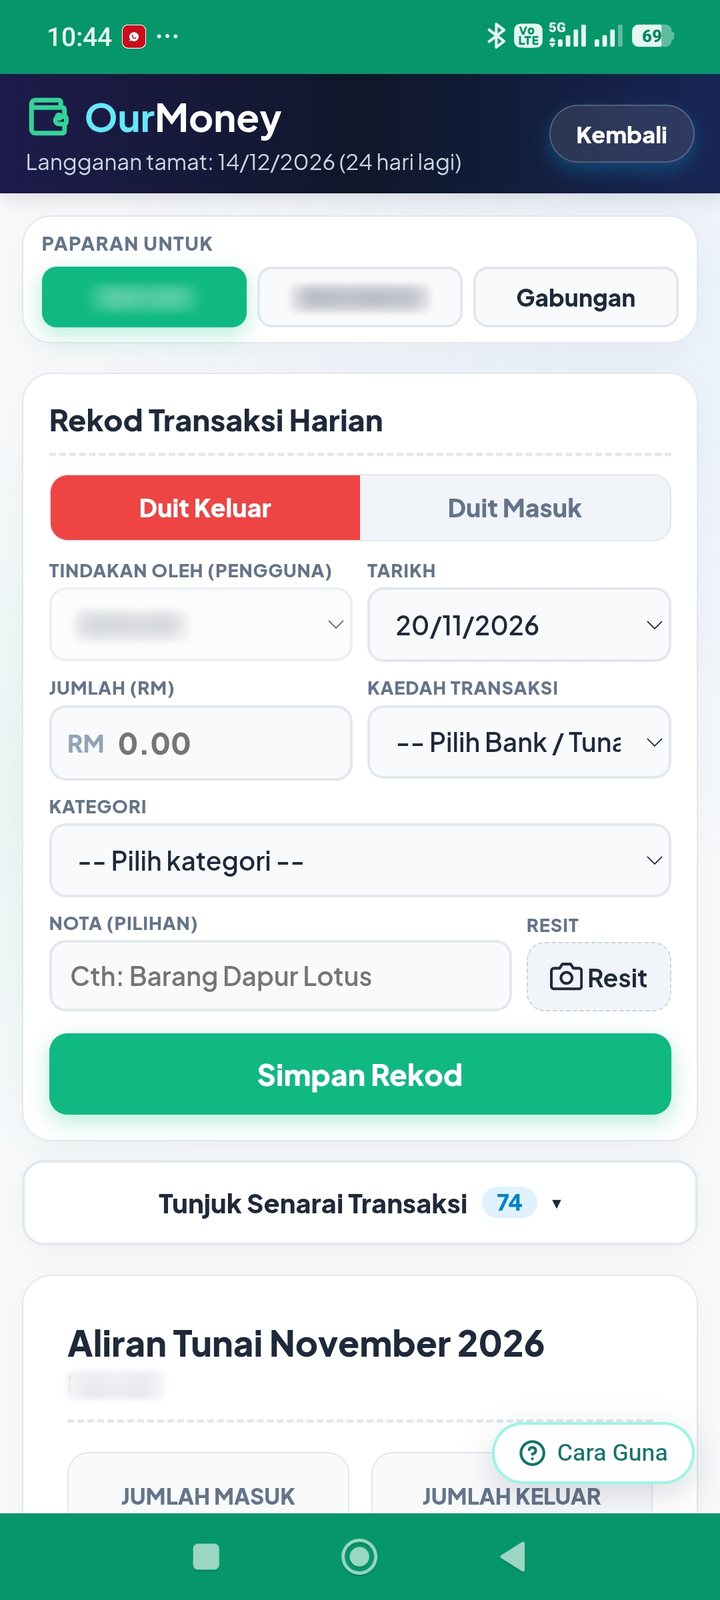 10:44 ... Vo LTE 5G 69
OurMoney
Langganan tamat: 14/12/2026 (24 hari lagi)
Kembali
PAPARAN UNTUK
Gabungan
Rekod Transaksi Harian
Duit Keluar Duit Masuk
TINDAKAN OLEH (PENGGUNA) TARIKH
20/11/2026
JUMLAH (RM) KAEDAH TRANSAKSI
RM 0.00 -- Pilih Bank / Tuna
KATEGORI
-- Pilih kategori --
NOTA (PILIHAN) RESIT
Cth: Barang Dapur Lotus Resit
Simpan Rekod
Tunjuk Senarai Transaksi 74 ▼
Aliran Tunai November 2026
? Cara Guna
JUMLAH MASUK JUMLAH KELUAR